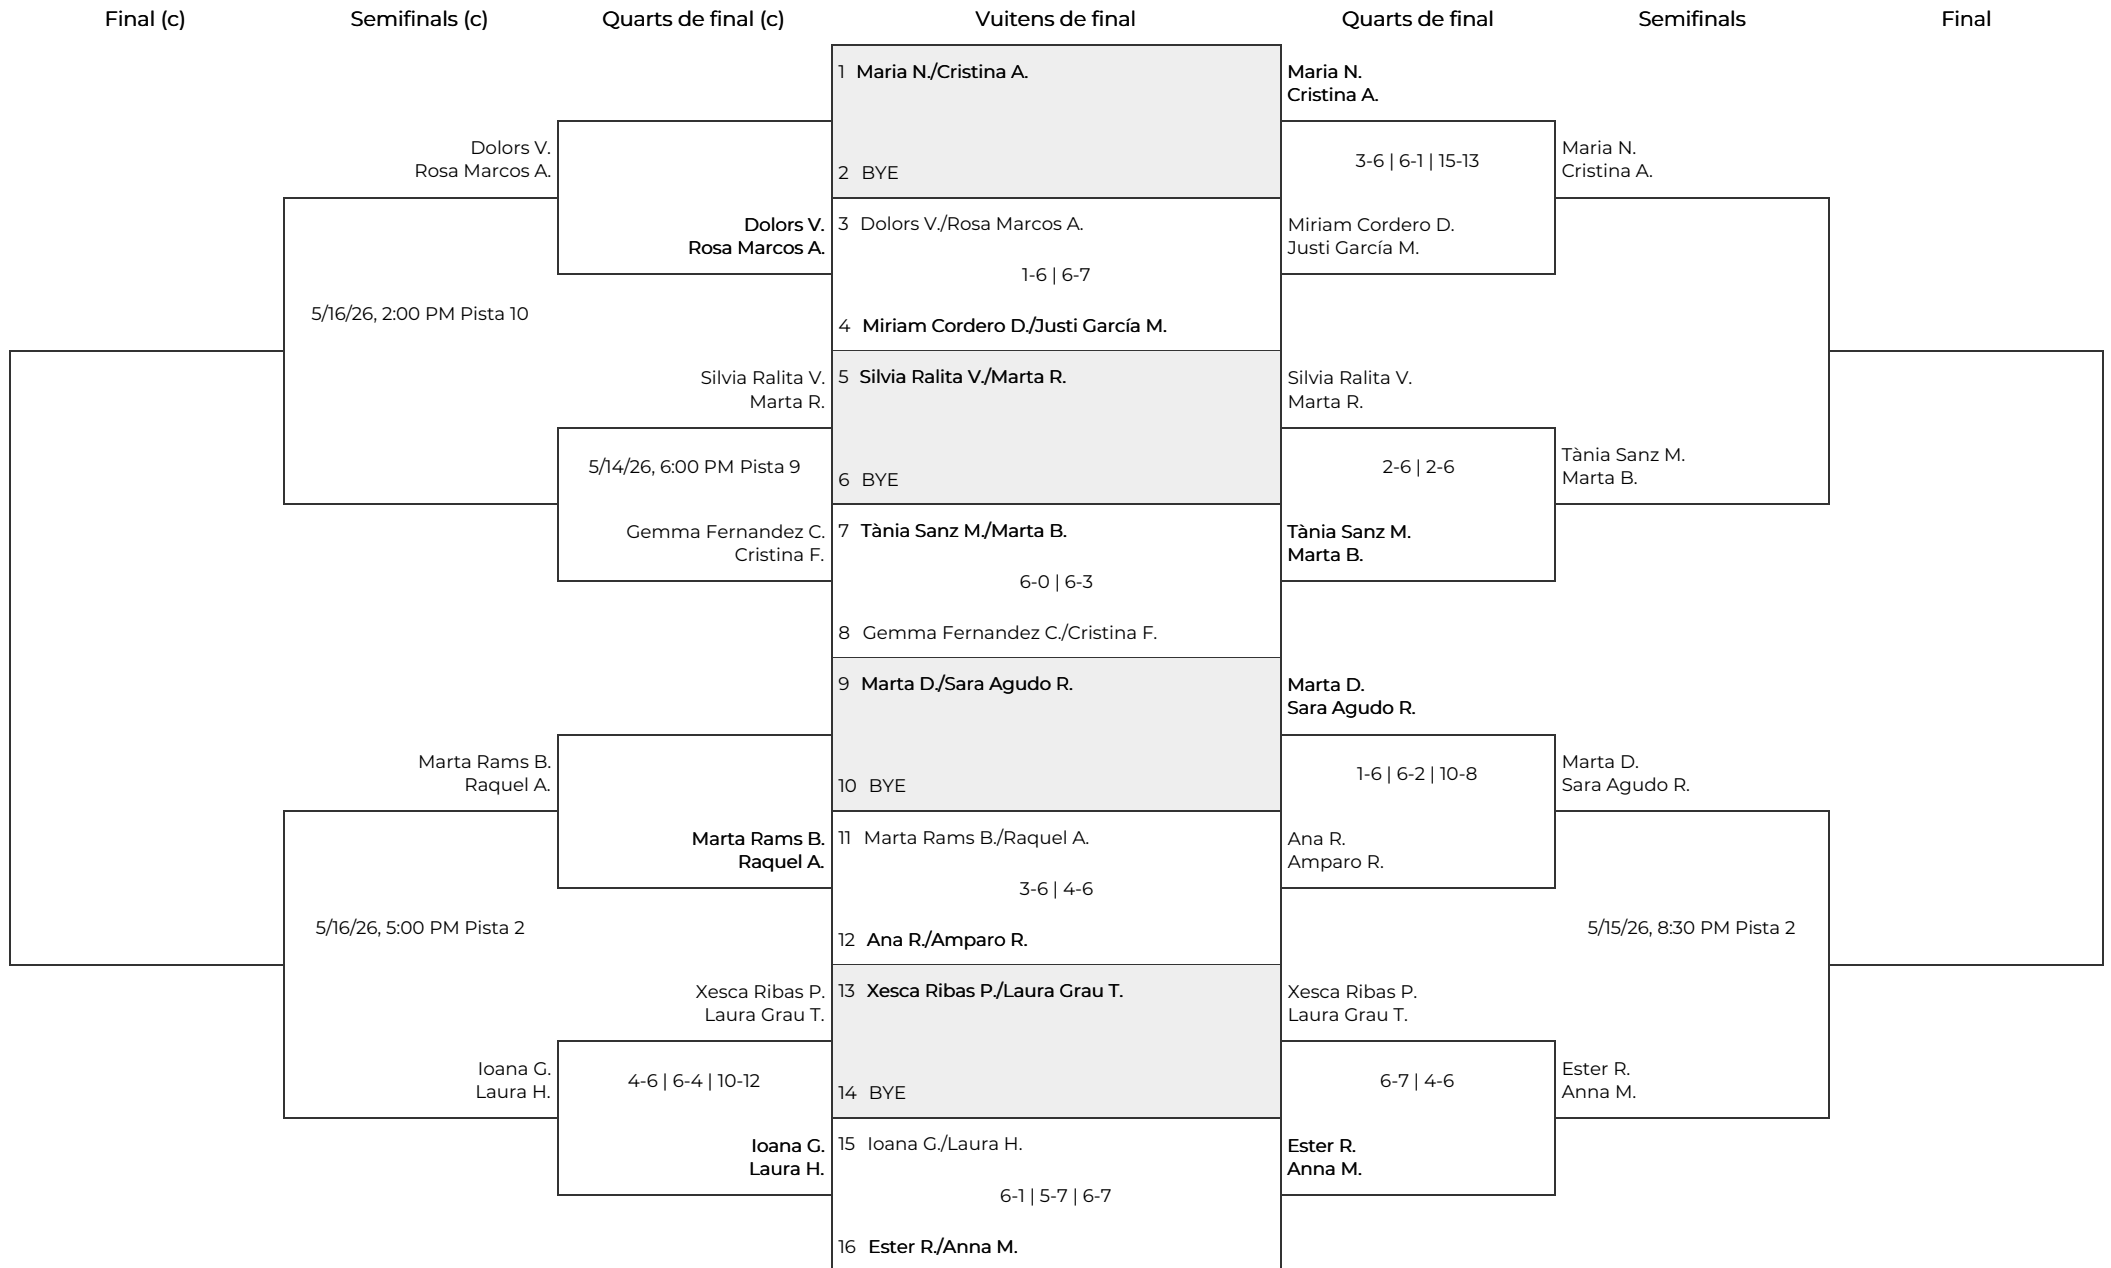 Final (c)
Semifinals (c)
Quarts de final (c)
Vuitens de final
Quarts de final
Semifinals
Final
Dolors V.
Rosa Marcos A.
5/16/26, 2:00 PM Pista 10
Marta Rams B.
Raquel A.
5/16/26, 5:00 PM Pista 2
Ioana G.
Laura H.
Dolors V.
Rosa Marcos A.
Silvia Ralita V.
Marta R.
5/14/26, 6:00 PM Pista 9
Gemma Fernandez C.
Cristina F.
Marta Rams B.
Raquel A.
Xesca Ribas P.
Laura Grau T.
4-6 | 6-4 | 10-12
Ioana G.
Laura H.
1 Maria N./Cristina A.
2 BYE
3 Dolors V./Rosa Marcos A.
1-6 | 6-7
4 Miriam Cordero D./Justi García M.
5 Silvia Ralita V./Marta R.
6 BYE
7 Tània Sanz M./Marta B.
6-0 | 6-3
8 Gemma Fernandez C./Cristina F.
9 Marta D./Sara Agudo R.
10 BYE
11 Marta Rams B./Raquel A.
3-6 | 4-6
12 Ana R./Amparo R.
13 Xesca Ribas P./Laura Grau T.
14 BYE
15 Ioana G./Laura H.
6-1 | 5-7 | 6-7
16 Ester R./Anna M.
Maria N.
Cristina A.
3-6 | 6-1 | 15-13
Miriam Cordero D.
Justi García M.
Silvia Ralita V.
Marta R.
2-6 | 2-6
Tània Sanz M.
Marta B.
Marta D.
Sara Agudo R.
1-6 | 6-2 | 10-8
Ana R.
Amparo R.
Xesca Ribas P.
Laura Grau T.
6-7 | 4-6
Ester R.
Anna M.
Maria N.
Cristina A.
Tània Sanz M.
Marta B.
Marta D.
Sara Agudo R.
5/15/26, 8:30 PM Pista 2
Ester R.
Anna M.